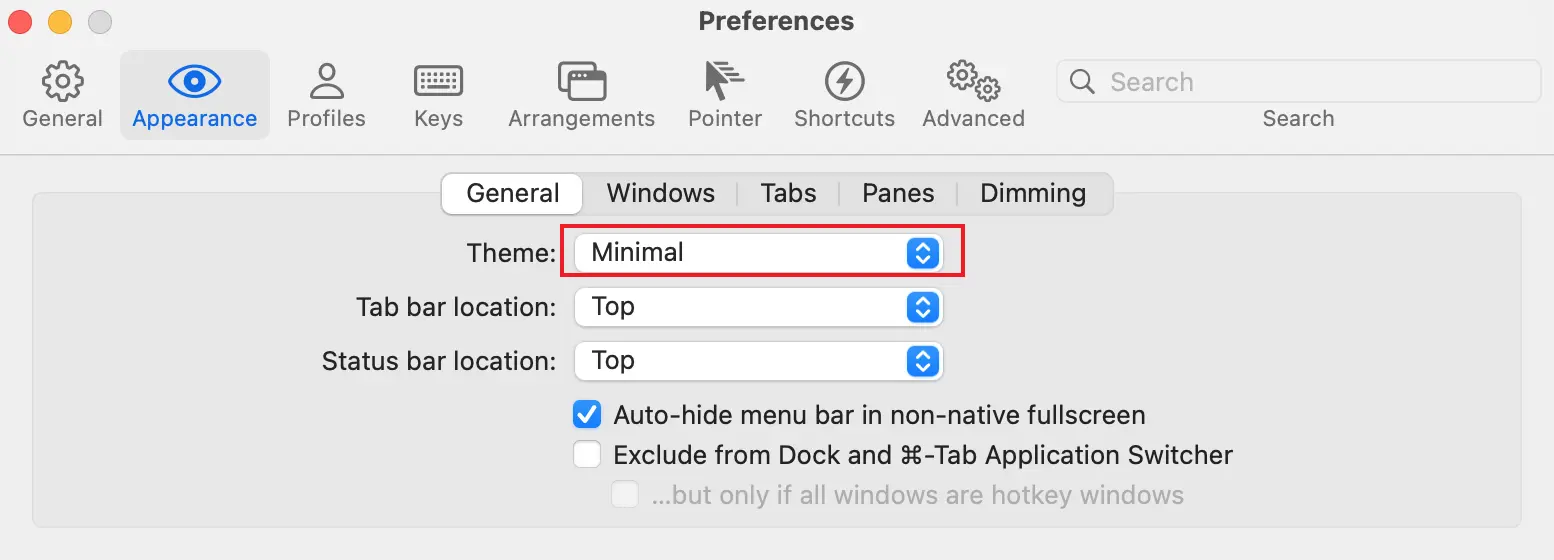 Preferences
General Appearance Profiles Keys Arrangements Pointer Shortcuts Advanced Search
Search
General Windows Tabs Panes Dimming
Theme: Minimal
Tab bar location: Top
Status bar location: Top
Auto-hide menu bar in non-native fullscreen
Exclude from Dock and ⌘-Tab Application Switcher
...but only if all windows are hotkey windows